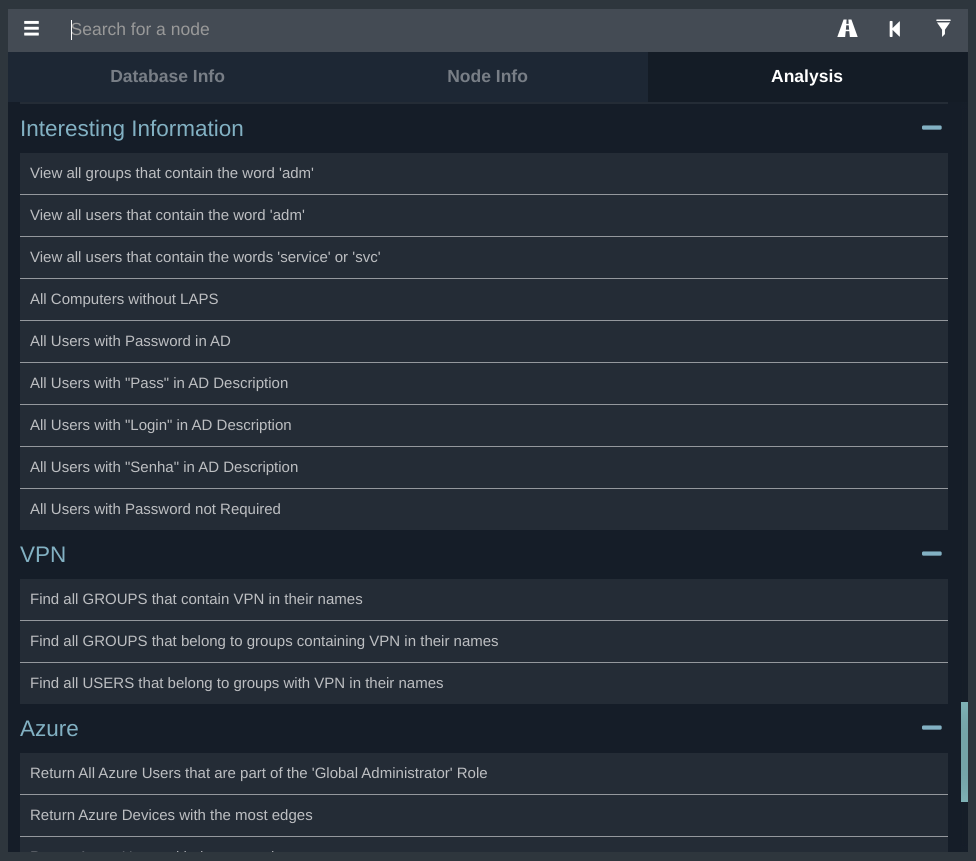 Search for a node
Database Info
Node Info
Analysis
Interesting Information
View all groups that contain the word 'adm'
View all users that contain the word 'adm'
View all users that contain the words 'service' or 'svc'
All Computers without LAPS
All Users with Password in AD
All Users with "Pass" in AD Description
All Users with "Login" in AD Description
All Users with "Senha" in AD Description
All Users with Password not Required
VPN
Find all GROUPS that contain VPN in their names
Find all GROUPS that belong to groups containing VPN in their names
Find all USERS that belong to groups with VPN in their names
Azure
Return All Azure Users that are part of the 'Global Administrator' Role
Return Azure Devices with the most edges